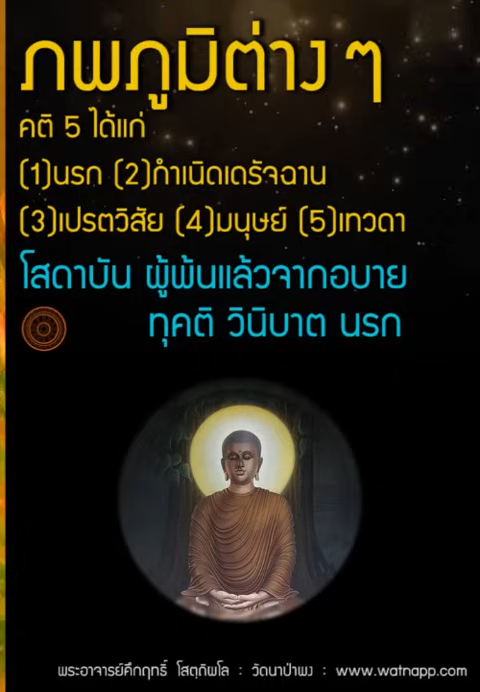 ภพภูมิต่างๆ
คติ 5 ได้แก่
(1)นรก (2)กำเนิดเดรัจฉาน
(3)เปรตวิสัย (4)มนุษย์ (5)เทวดา
โสดาบัน ผู้พ้นแล้วจากอบาย
ทุคติ วินิบาต นรก
พระอาจารย์คึกฤทธิ์ โสตฺถิผโล : วัดนาป่าพง : www.watnapp.com